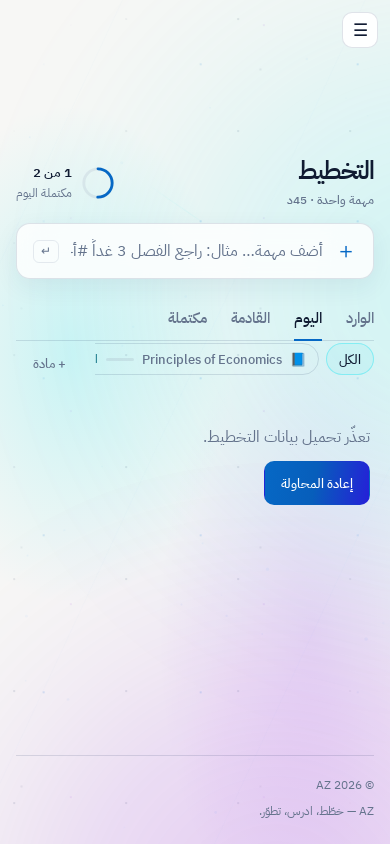 ☰
التخطيط
مهمة واحدة · 45د
1 من 2
مكتملة اليوم
+ أضف مهمة... مثال: راجع الفصل 3 غداً #أ
↵
الوارد
اليوم
القادمة
مكتملة
الكل
📘 Principles of Economics
+ مادة
تعذّر تحميل بيانات التخطيط.
إعادة المحاولة
© 2026 AZ
AZ — خطّط، ادرس، تطوّر.